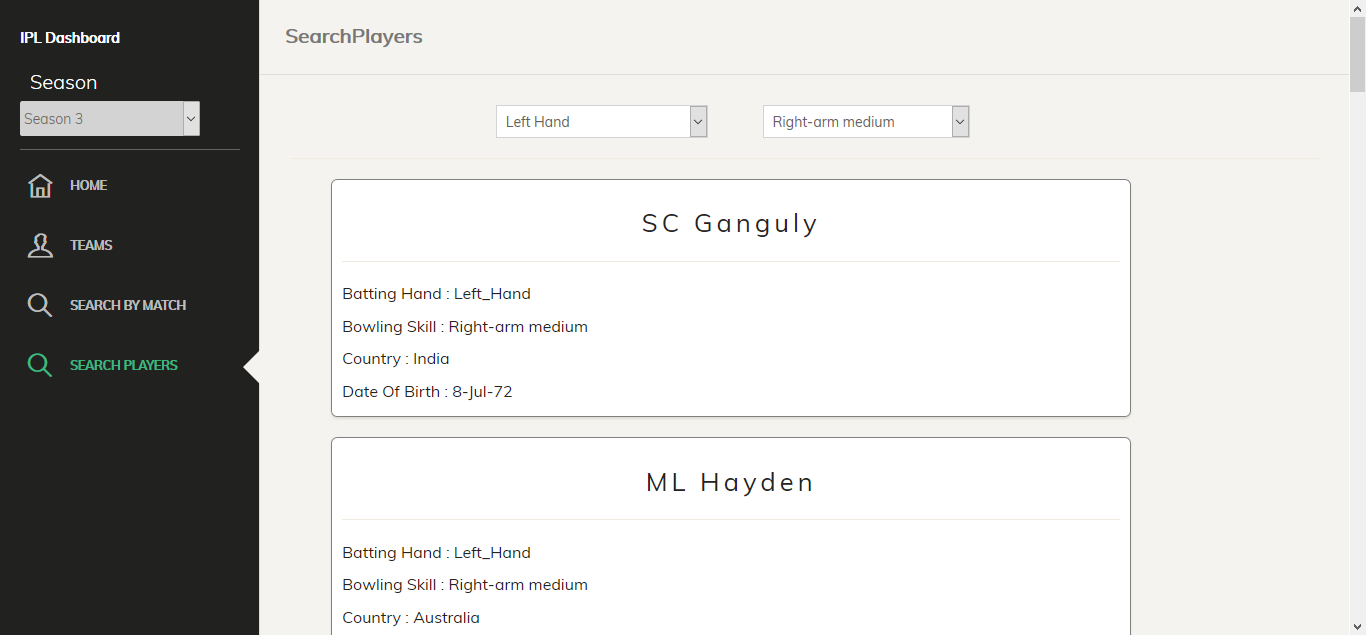 IPL Dashboard
Season
Season 3
HOME
TEAMS
SEARCH BY MATCH
SEARCH PLAYERS
SearchPlayers
Left Hand
Right-arm medium
SC Ganguly
Batting Hand : Left_Hand
Bowling Skill : Right-arm medium
Country : India
Date Of Birth : 8-Jul-72
ML Hayden
Batting Hand : Left_Hand
Bowling Skill : Right-arm medium
Country : Australia